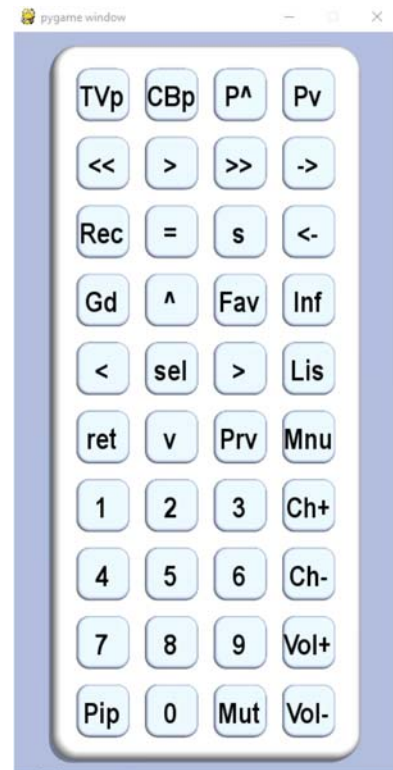 pygame window
TVp CBp P^ Pv
<< > >> ->
Rec = s <-
Gd ^ Fav Inf
< sel > Lis
ret v Prv Mnu
1 2 3 Ch+
4 5 6 Ch-
7 8 9 Vol+
Pip 0 Mut Vol-